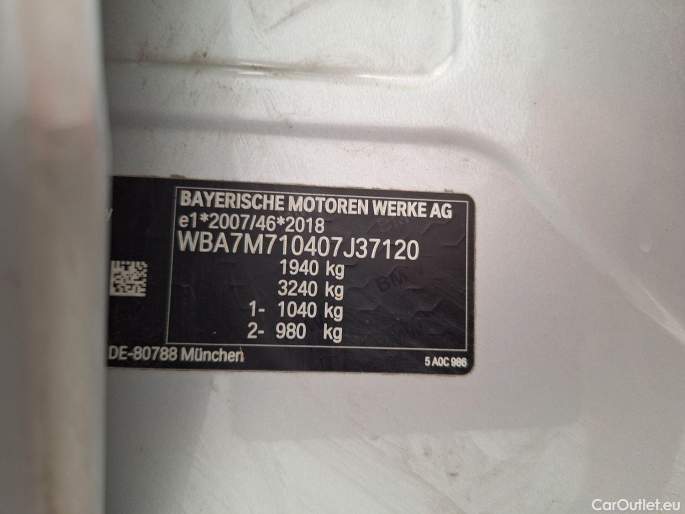 BAYERISCHE MOTOREN WERKE AG
e1*2007/46*2018
WBA7M710407J37120
1940 kg
3240 kg
1- 1040 kg
2- 980 kg
DE-80788 München
5 A0C 986
CarOutlet.eu